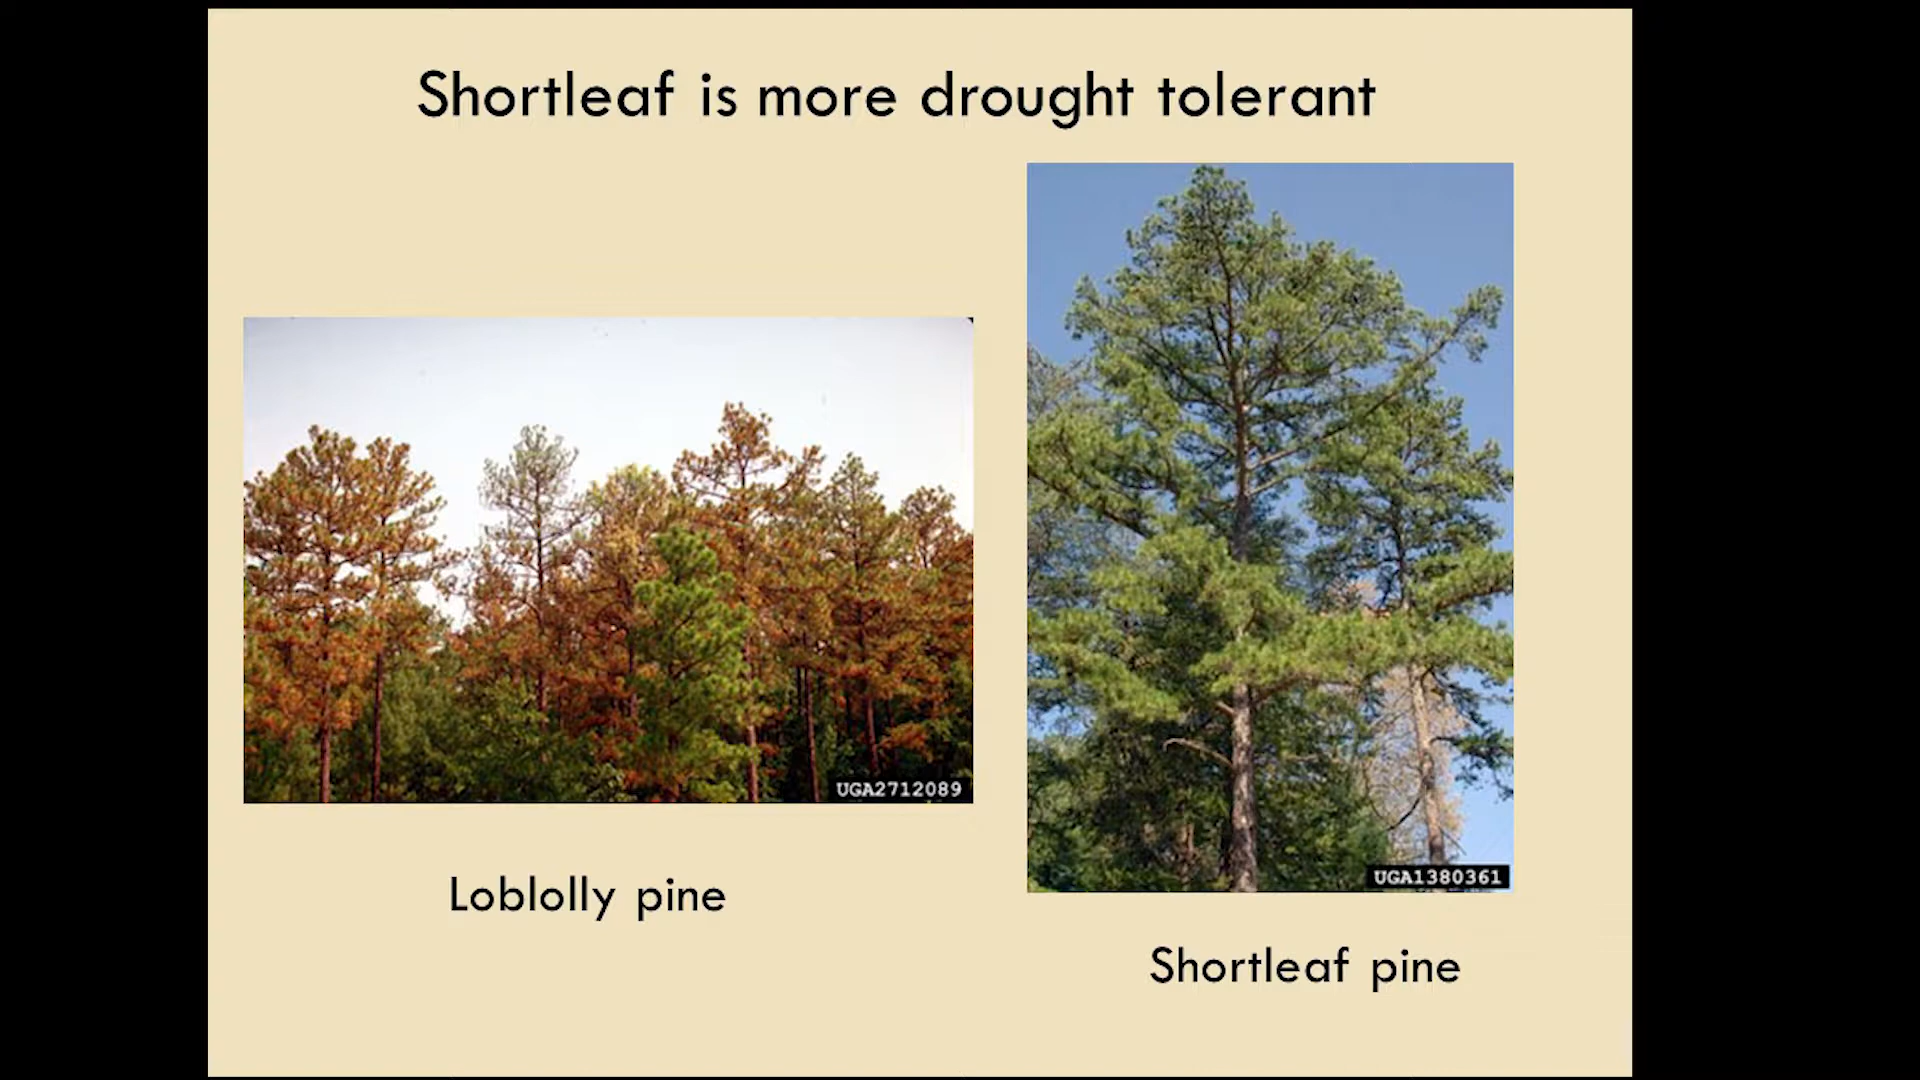 Shortleaf is more drought tolerant
UGA2712089
Loblolly pine
UGA1380361
Shortleaf pine